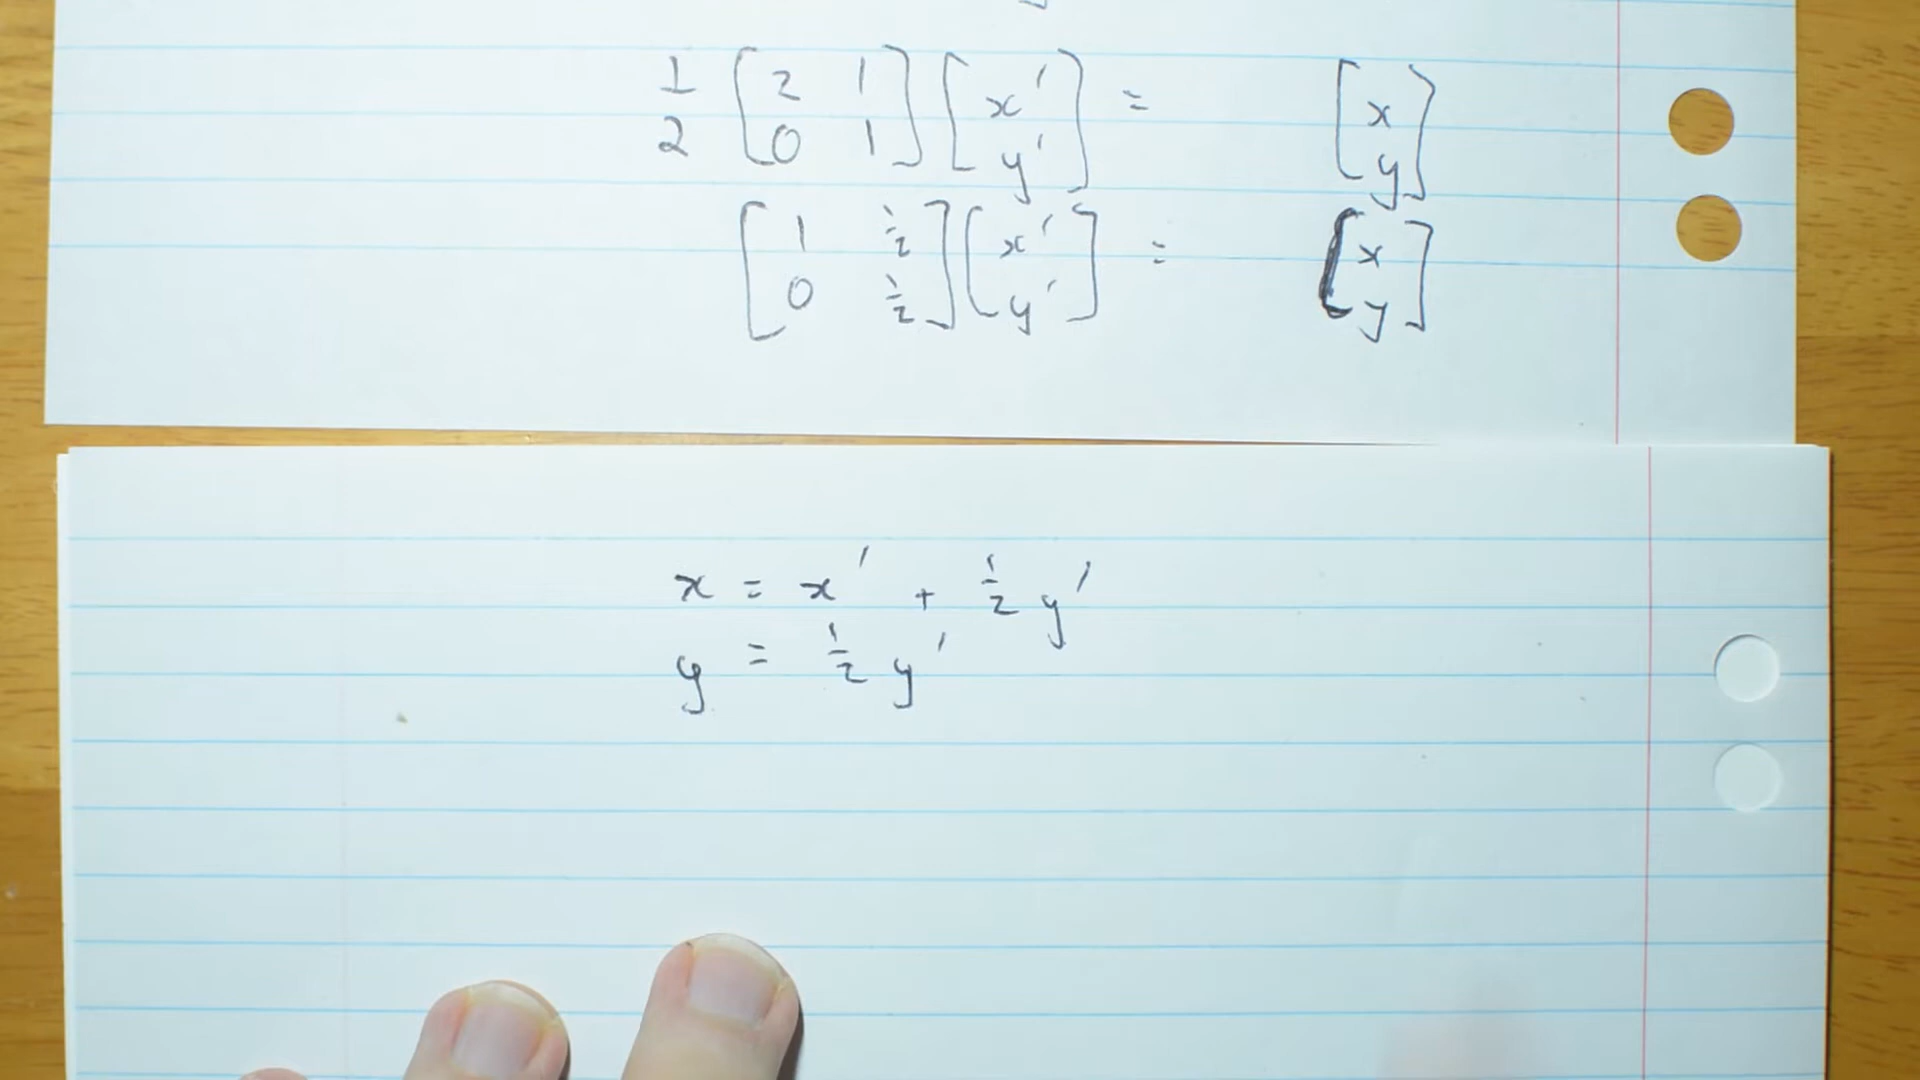 1/2 [2 1; 0 1] [x'; y'] = [x; y]
[1 1/2; 0 1/2] [x'; y'] = [x; y]
x = x' + 1/2 y'
y = 1/2 y'